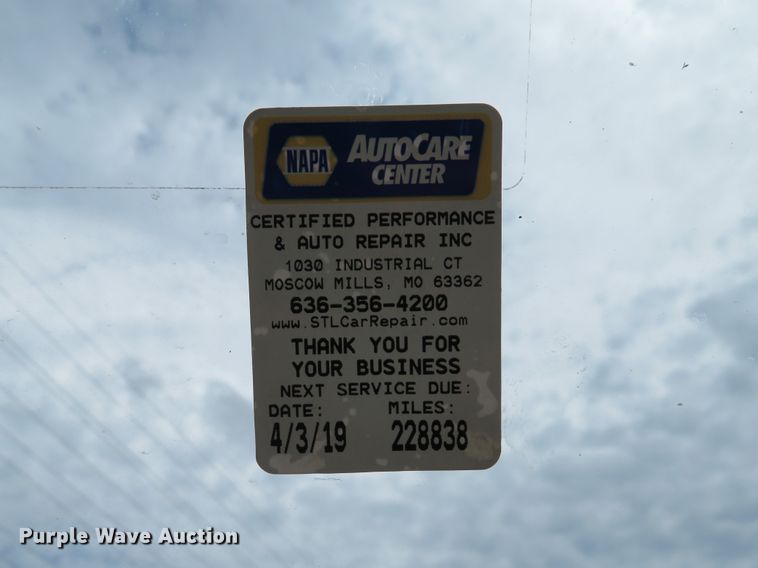 NAPA AUTOCARE CENTER
CERTIFIED PERFORMANCE
& AUTO REPAIR INC
1030 INDUSTRIAL CT
MOSCOW MILLS, MO 63362
636-356-4200
www.STLCarRepair.com
THANK YOU FOR
YOUR BUSINESS
NEXT SERVICE DUE:
DATE: MILES:
4/3/19 228838
Purple Wave Auction